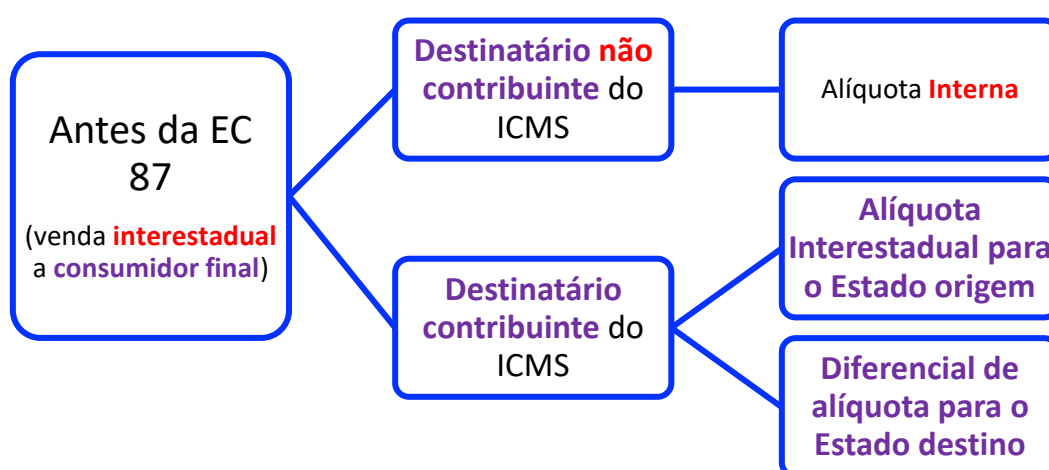 Antes da EC
87
(venda interestadual
a consumidor final)
Destinatário não
contribuinte do
ICMS
Alíquota Interna
Destinatário
contribuinte do
ICMS
Alíquota
Interestadual para
o Estado origem
Diferencial de
alíquota para o
Estado destino